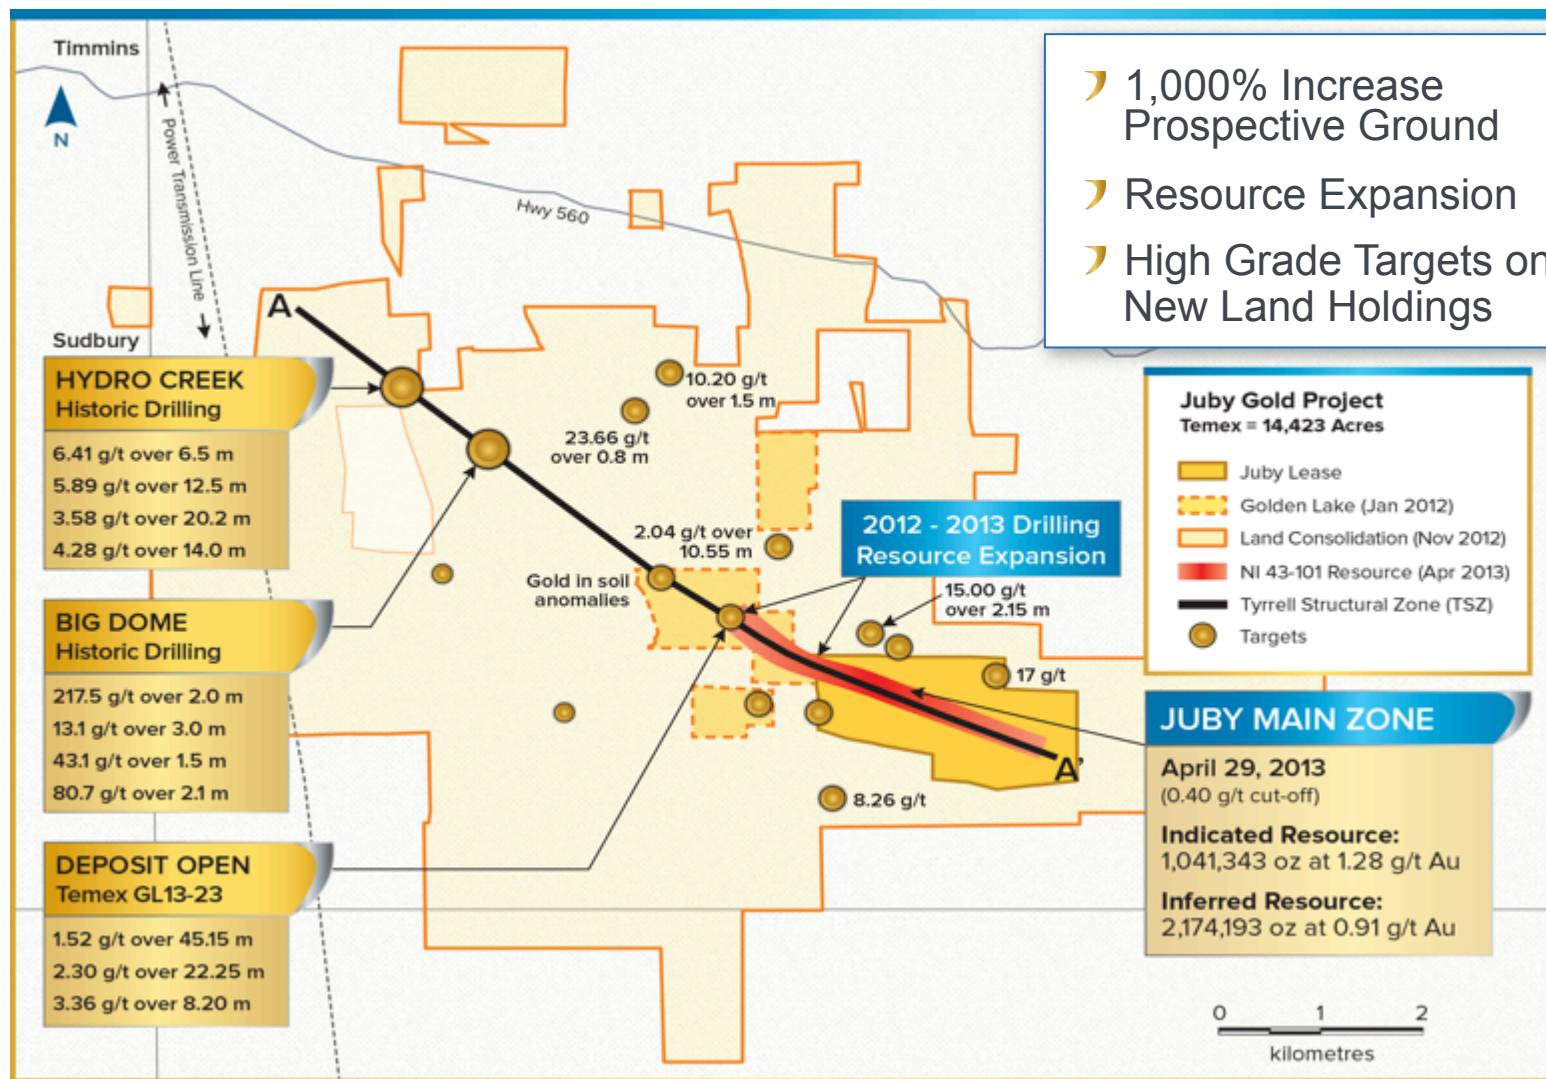 Timmins
N
Power Transmission Line
Hwy 560
Sudbury
1,000% Increase
Prospective Ground
Resource Expansion
High Grade Targets on
New Land Holdings
A
HYDRO CREEK
Historic Drilling
6.41 g/t over 6.5 m
5.89 g/t over 12.5 m
3.58 g/t over 20.2 m
4.28 g/t over 14.0 m
BIG DOME
Historic Drilling
217.5 g/t over 2.0 m
13.1 g/t over 3.0 m
43.1 g/t over 1.5 m
80.7 g/t over 2.1 m
DEPOSIT OPEN
Temex GL13-23
1.52 g/t over 45.15 m
2.30 g/t over 22.25 m
3.36 g/t over 8.20 m
10.20 g/t
over 1.5 m
23.66 g/t
over 0.8 m
2.04 g/t over
10.55 m
Gold in soil
anomalies
2012 - 2013 Drilling
Resource Expansion
15.00 g/t
over 2.15 m
17 g/t
8.26 g/t
A'
Juby Gold Project
Temex = 14,423 Acres
Juby Lease
Golden Lake (Jan 2012)
Land Consolidation (Nov 2012)
NI 43-101 Resource (Apr 2013)
Tyrrell Structural Zone (TSZ)
Targets
JUBY MAIN ZONE
April 29, 2013
(0.40 g/t cut-off)
Indicated Resource:
1,041,343 oz at 1.28 g/t Au
Inferred Resource:
2,174,193 oz at 0.91 g/t Au
0 1 2
kilometres